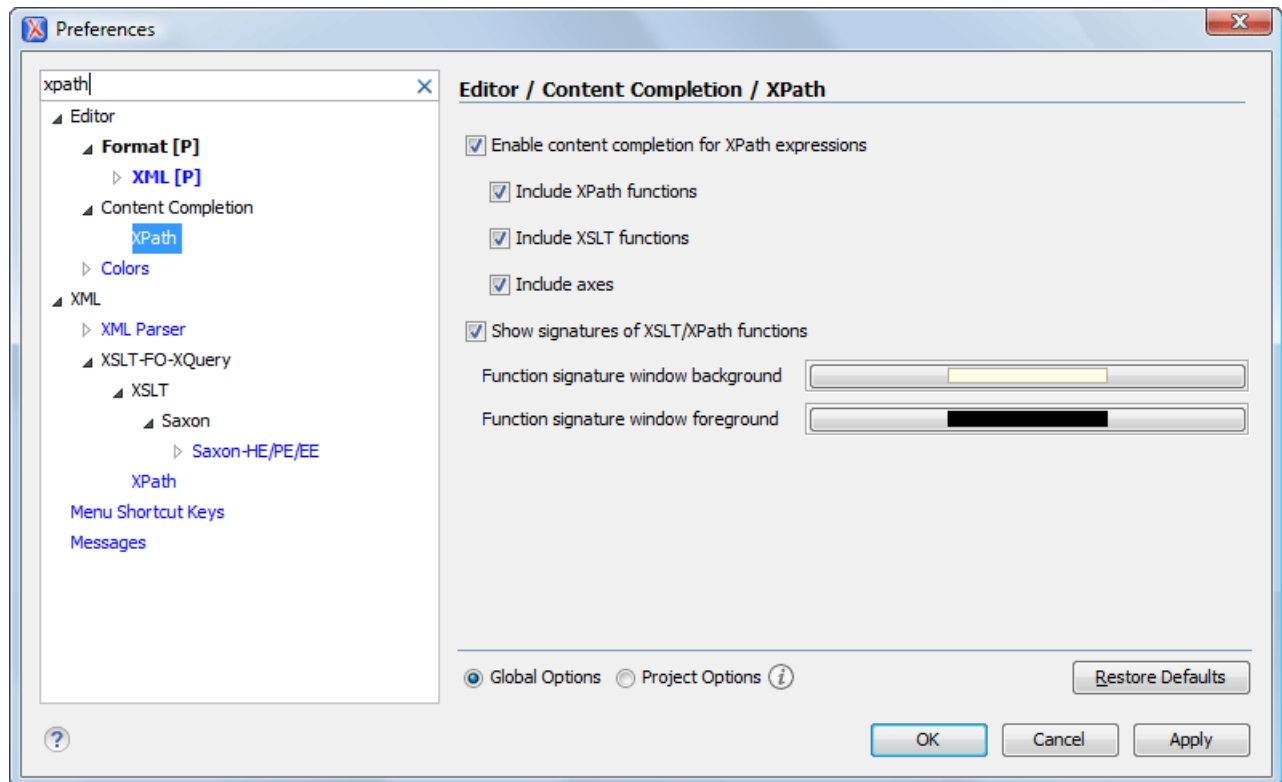 Preferences
xpath
Editor
Format [P]
XML [P]
Content Completion
XPath
Colors
XML
XML Parser
XSLT-FO-XQuery
XSLT
Saxon
Saxon-HE/PE/EE
XPath
Menu Shortcut Keys
Messages
Editor / Content Completion / XPath
Enable content completion for XPath expressions
Include XPath functions
Include XSLT functions
Include axes
Show signatures of XSLT/XPath functions
Function signature window background
Function signature window foreground
Global Options Project Options i
Restore Defaults
? OK Cancel Apply